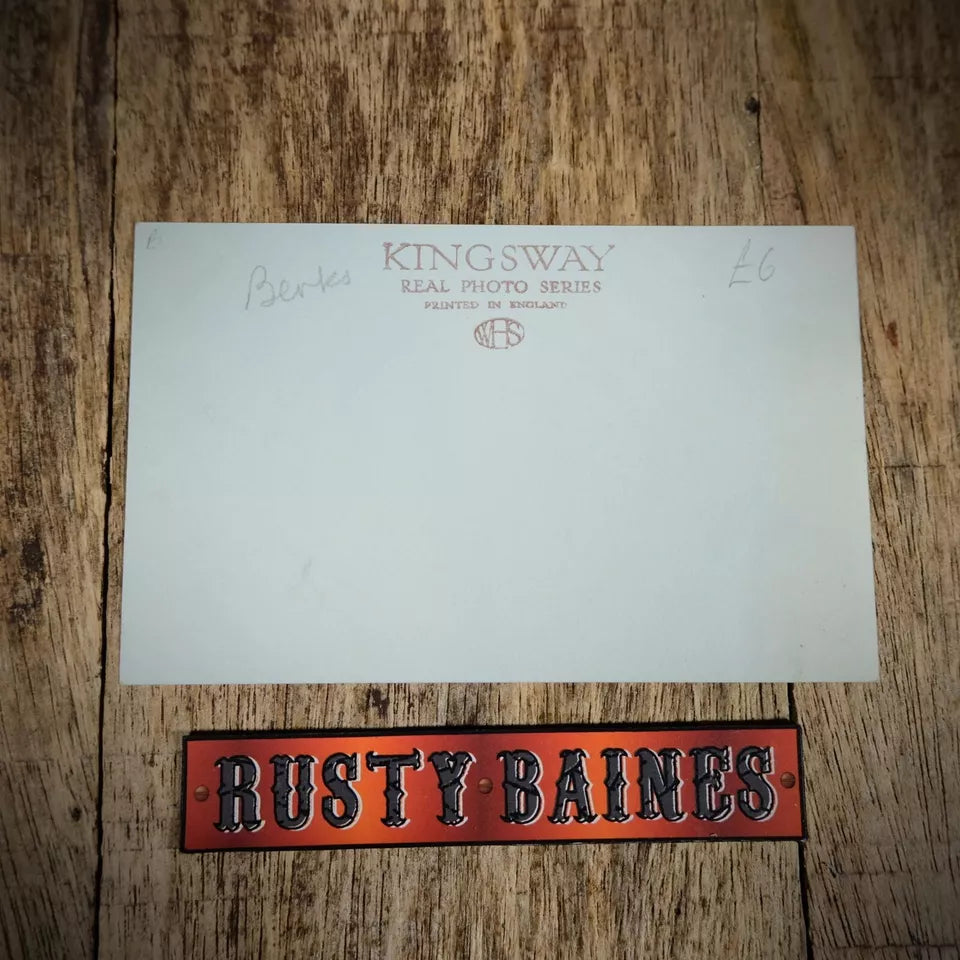 KINGSWAY
REAL PHOTO SERIES
PRINTED IN ENGLAND
WHS
Berks
£6
RUSTY BAINES